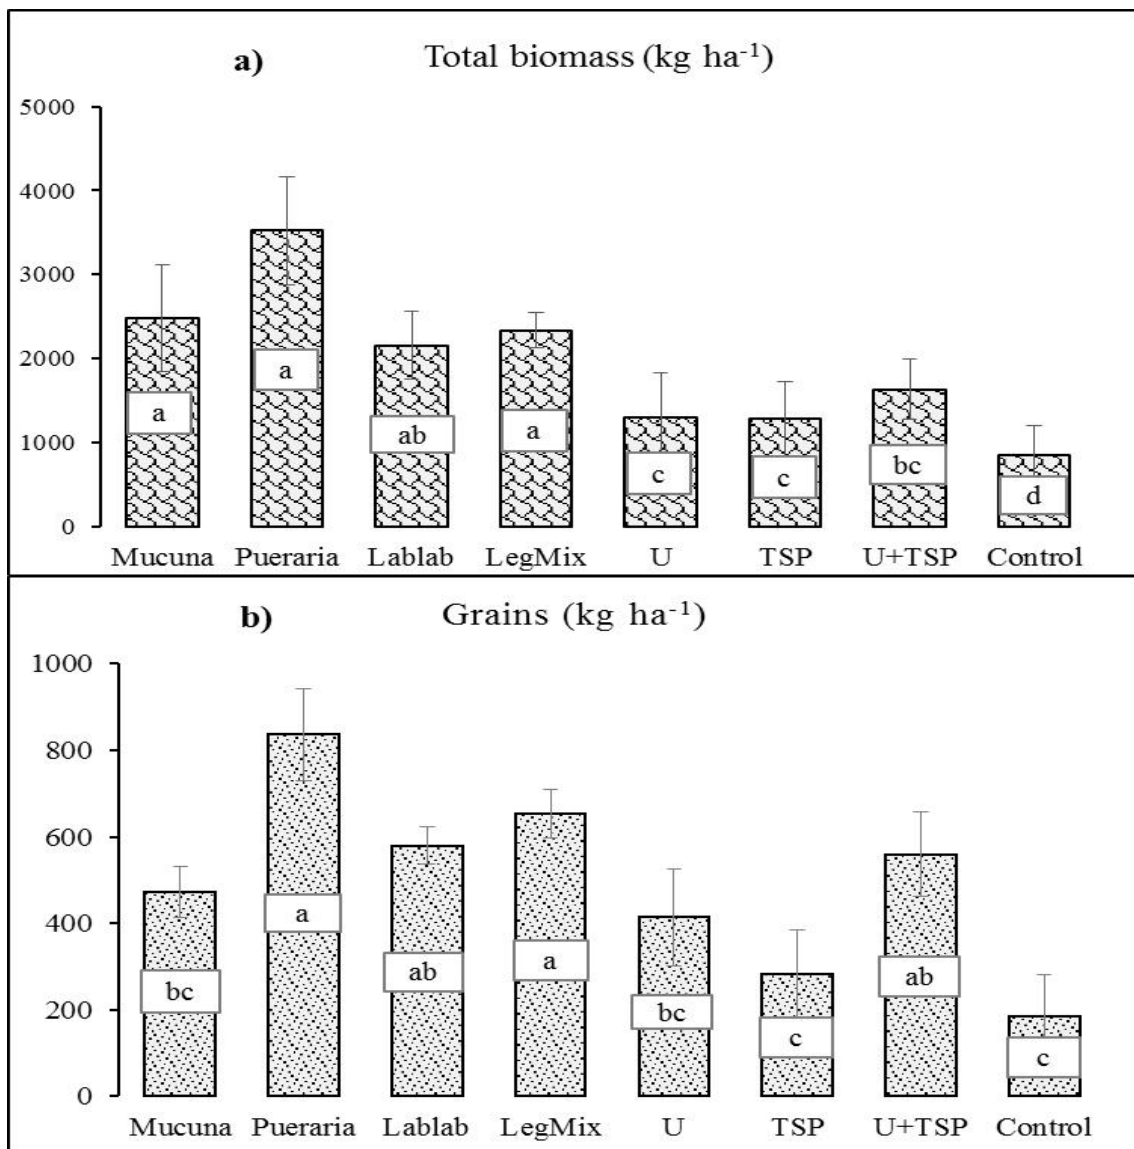 a) Total biomass (kg ha⁻¹)
5000
4000
3000
2000
1000
0
a
a
ab
a
c
c
bc
d
Mucuna Pueraria Lablab LegMix U TSP U+TSP Control
b) Grains (kg ha⁻¹)
1000
800
600
400
200
0
bc
a
ab
a
bc
c
ab
c
Mucuna Pueraria Lablab LegMix U TSP U+TSP Control